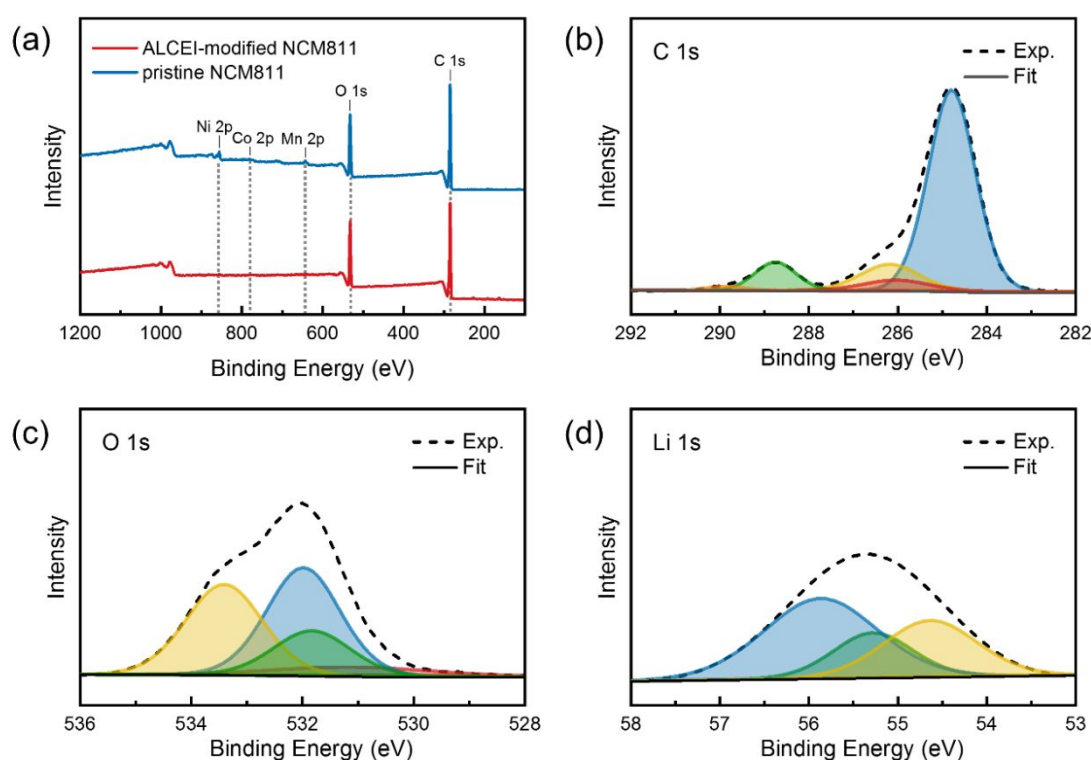 (a)
ALCEI-modified NCM811
pristine NCM811
C 1s
O 1s
Ni 2p
Co 2p
Mn 2p
Intensity
1200 1000 800 600 400 200
Binding Energy (eV)
(b)
C 1s
Exp.
Fit
Intensity
292 290 288 286 284 282
Binding Energy (eV)
(c)
O 1s
Exp.
Fit
Intensity
536 534 532 530 528
Binding Energy (eV)
(d)
Li 1s
Exp.
Fit
Intensity
58 57 56 55 54 53
Binding Energy (eV)